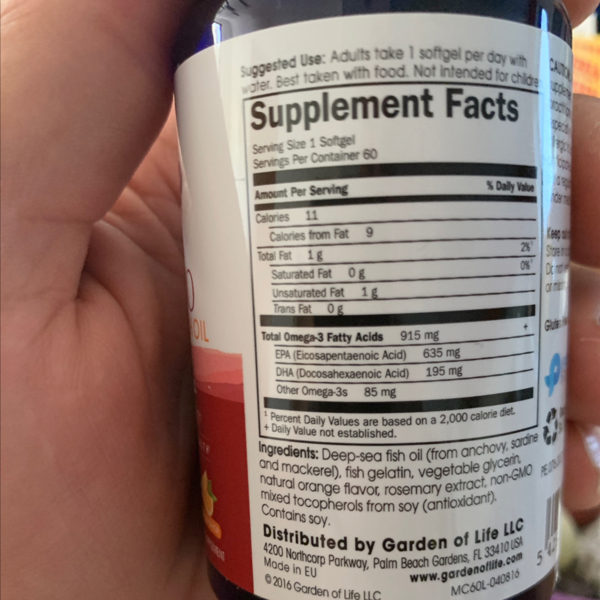 Suggested Use: Adults take 1 softgel per day with
water. Best taken with food. Not intended for childre
Supplement Facts
Serving Size 1 Softgel
Servings Per Container 60
Amount Per Serving % Daily Value
Calories 11
Calories from Fat 9
Total Fat 1 g 2%
Saturated Fat 0 g 0%
Unsaturated Fat 1 g
Trans Fat 0 g
Total Omega-3 Fatty Acids 915 mg +
EPA (Eicosapentaenoic Acid) 635 mg
DHA (Docosahexaenoic Acid) 195 mg
Other Omega-3s 85 mg
¹ Percent Daily Values are based on a 2,000 calorie diet.
+ Daily Value not established.
Ingredients: Deep-sea fish oil (from anchovy, sardine
and mackerel), fish gelatin, vegetable glycerin,
natural orange flavor, rosemary extract, non-GMO
mixed tocopherols from soy (antioxidant).
Contains soy.
Distributed by Garden of Life LLC
4200 Northcorp Parkway, Palm Beach Gardens, FL 33410 USA
Made in EU www.gardenoflife.com
© 2016 Garden of Life LLC MC60L-040816
OIL
CAUTION
Keep